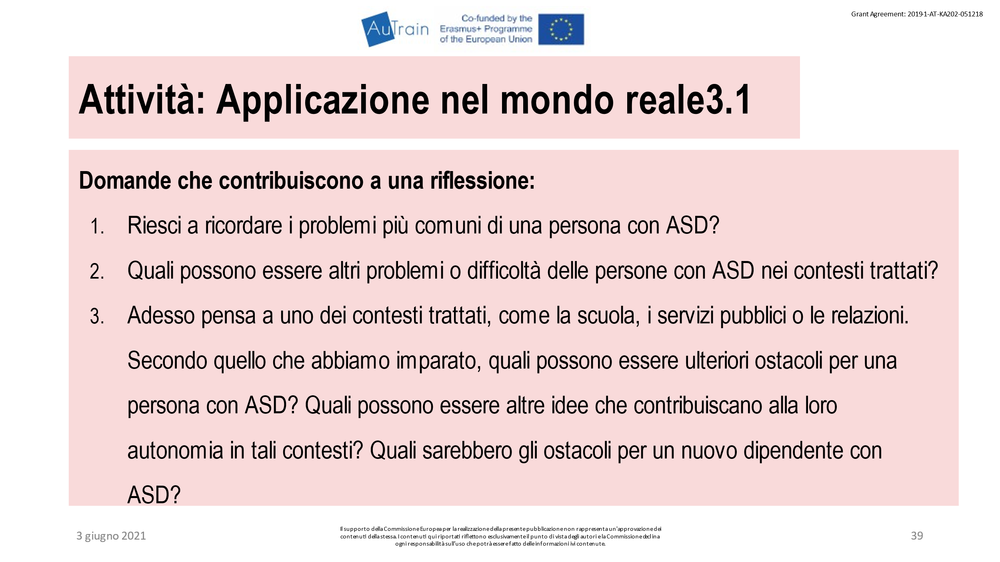 AuTrain
Co-funded by the
Erasmus+ Programme
of the European Union
Grant Agreement: 2019-1-AT-KA202-051218
Attività: Applicazione nel mondo reale3.1
Domande che contribuiscono a una riflessione:
1. Riesci a ricordare i problemi più comuni di una persona con ASD?
2. Quali possono essere altri problemi o difficoltà delle persone con ASD nei contesti trattati?
3. Adesso pensa a uno dei contesti trattati, come la scuola, i servizi pubblici o le relazioni.
Secondo quello che abbiamo imparato, quali possono essere ulteriori ostacoli per una
persona con ASD? Quali possono essere altre idee che contribuiscano alla loro
autonomia in tali contesti? Quali sarebbero gli ostacoli per un nuovo dipendente con
ASD?
3 giugno 2021
Il supporto della Commissione Europea per la realizzazione della presente pubblicazione non rappresenta un'approvazione dei
contenuti della stessa. I contenuti qui riportati riflettono esclusivamente il punto di vista degli autori e la Commissione declina
ogni responsabilità sull’uso che potrà essere fatto delle informazioni ivi contenute.
39